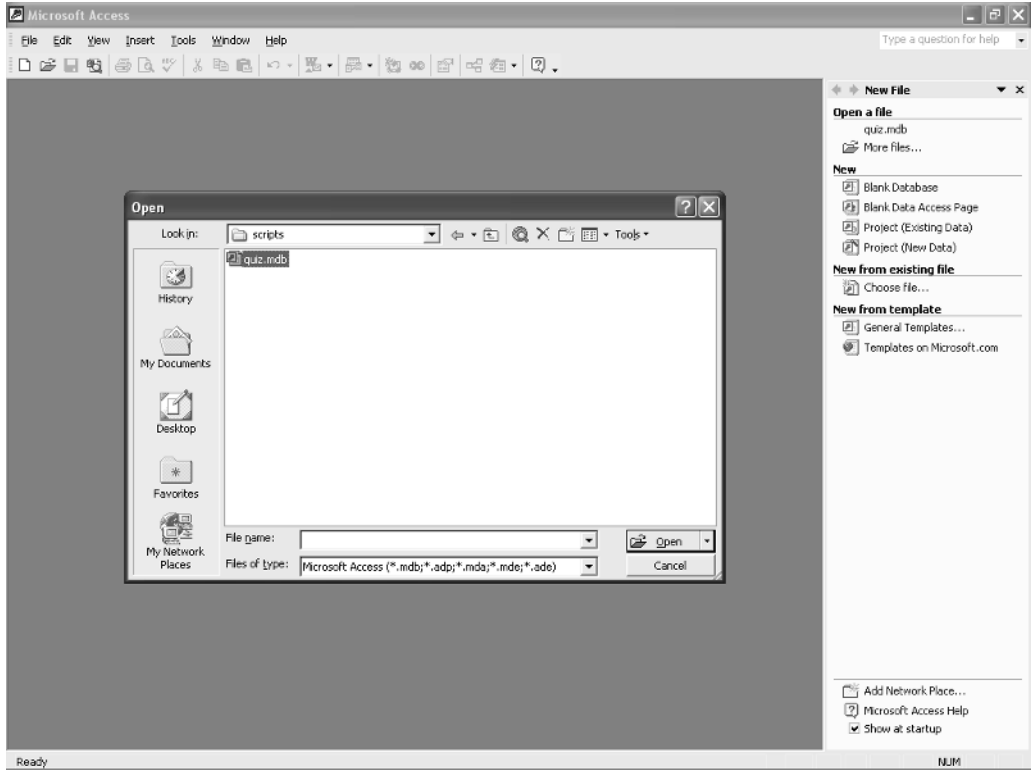 Microsoft Access
File Edit View Insert Tools Window Help
Type a question for help
New File
Open a file
quiz.mdb
More files...
New
Blank Database
Blank Data Access Page
Project (Existing Data)
Project (New Data)
New from existing file
Choose file...
New from template
General Templates...
Templates on Microsoft.com
Open
Look in:
scripts
Tools
quiz.mdb
History
My Documents
Desktop
Favorites
My Network
Places
File name:
Open
Files of type:
Microsoft Access (*.mdb;*.adp;*.mda;*.mde;*.ade)
Cancel
Add Network Place...
Microsoft Access Help
Show at startup
Ready
NUM